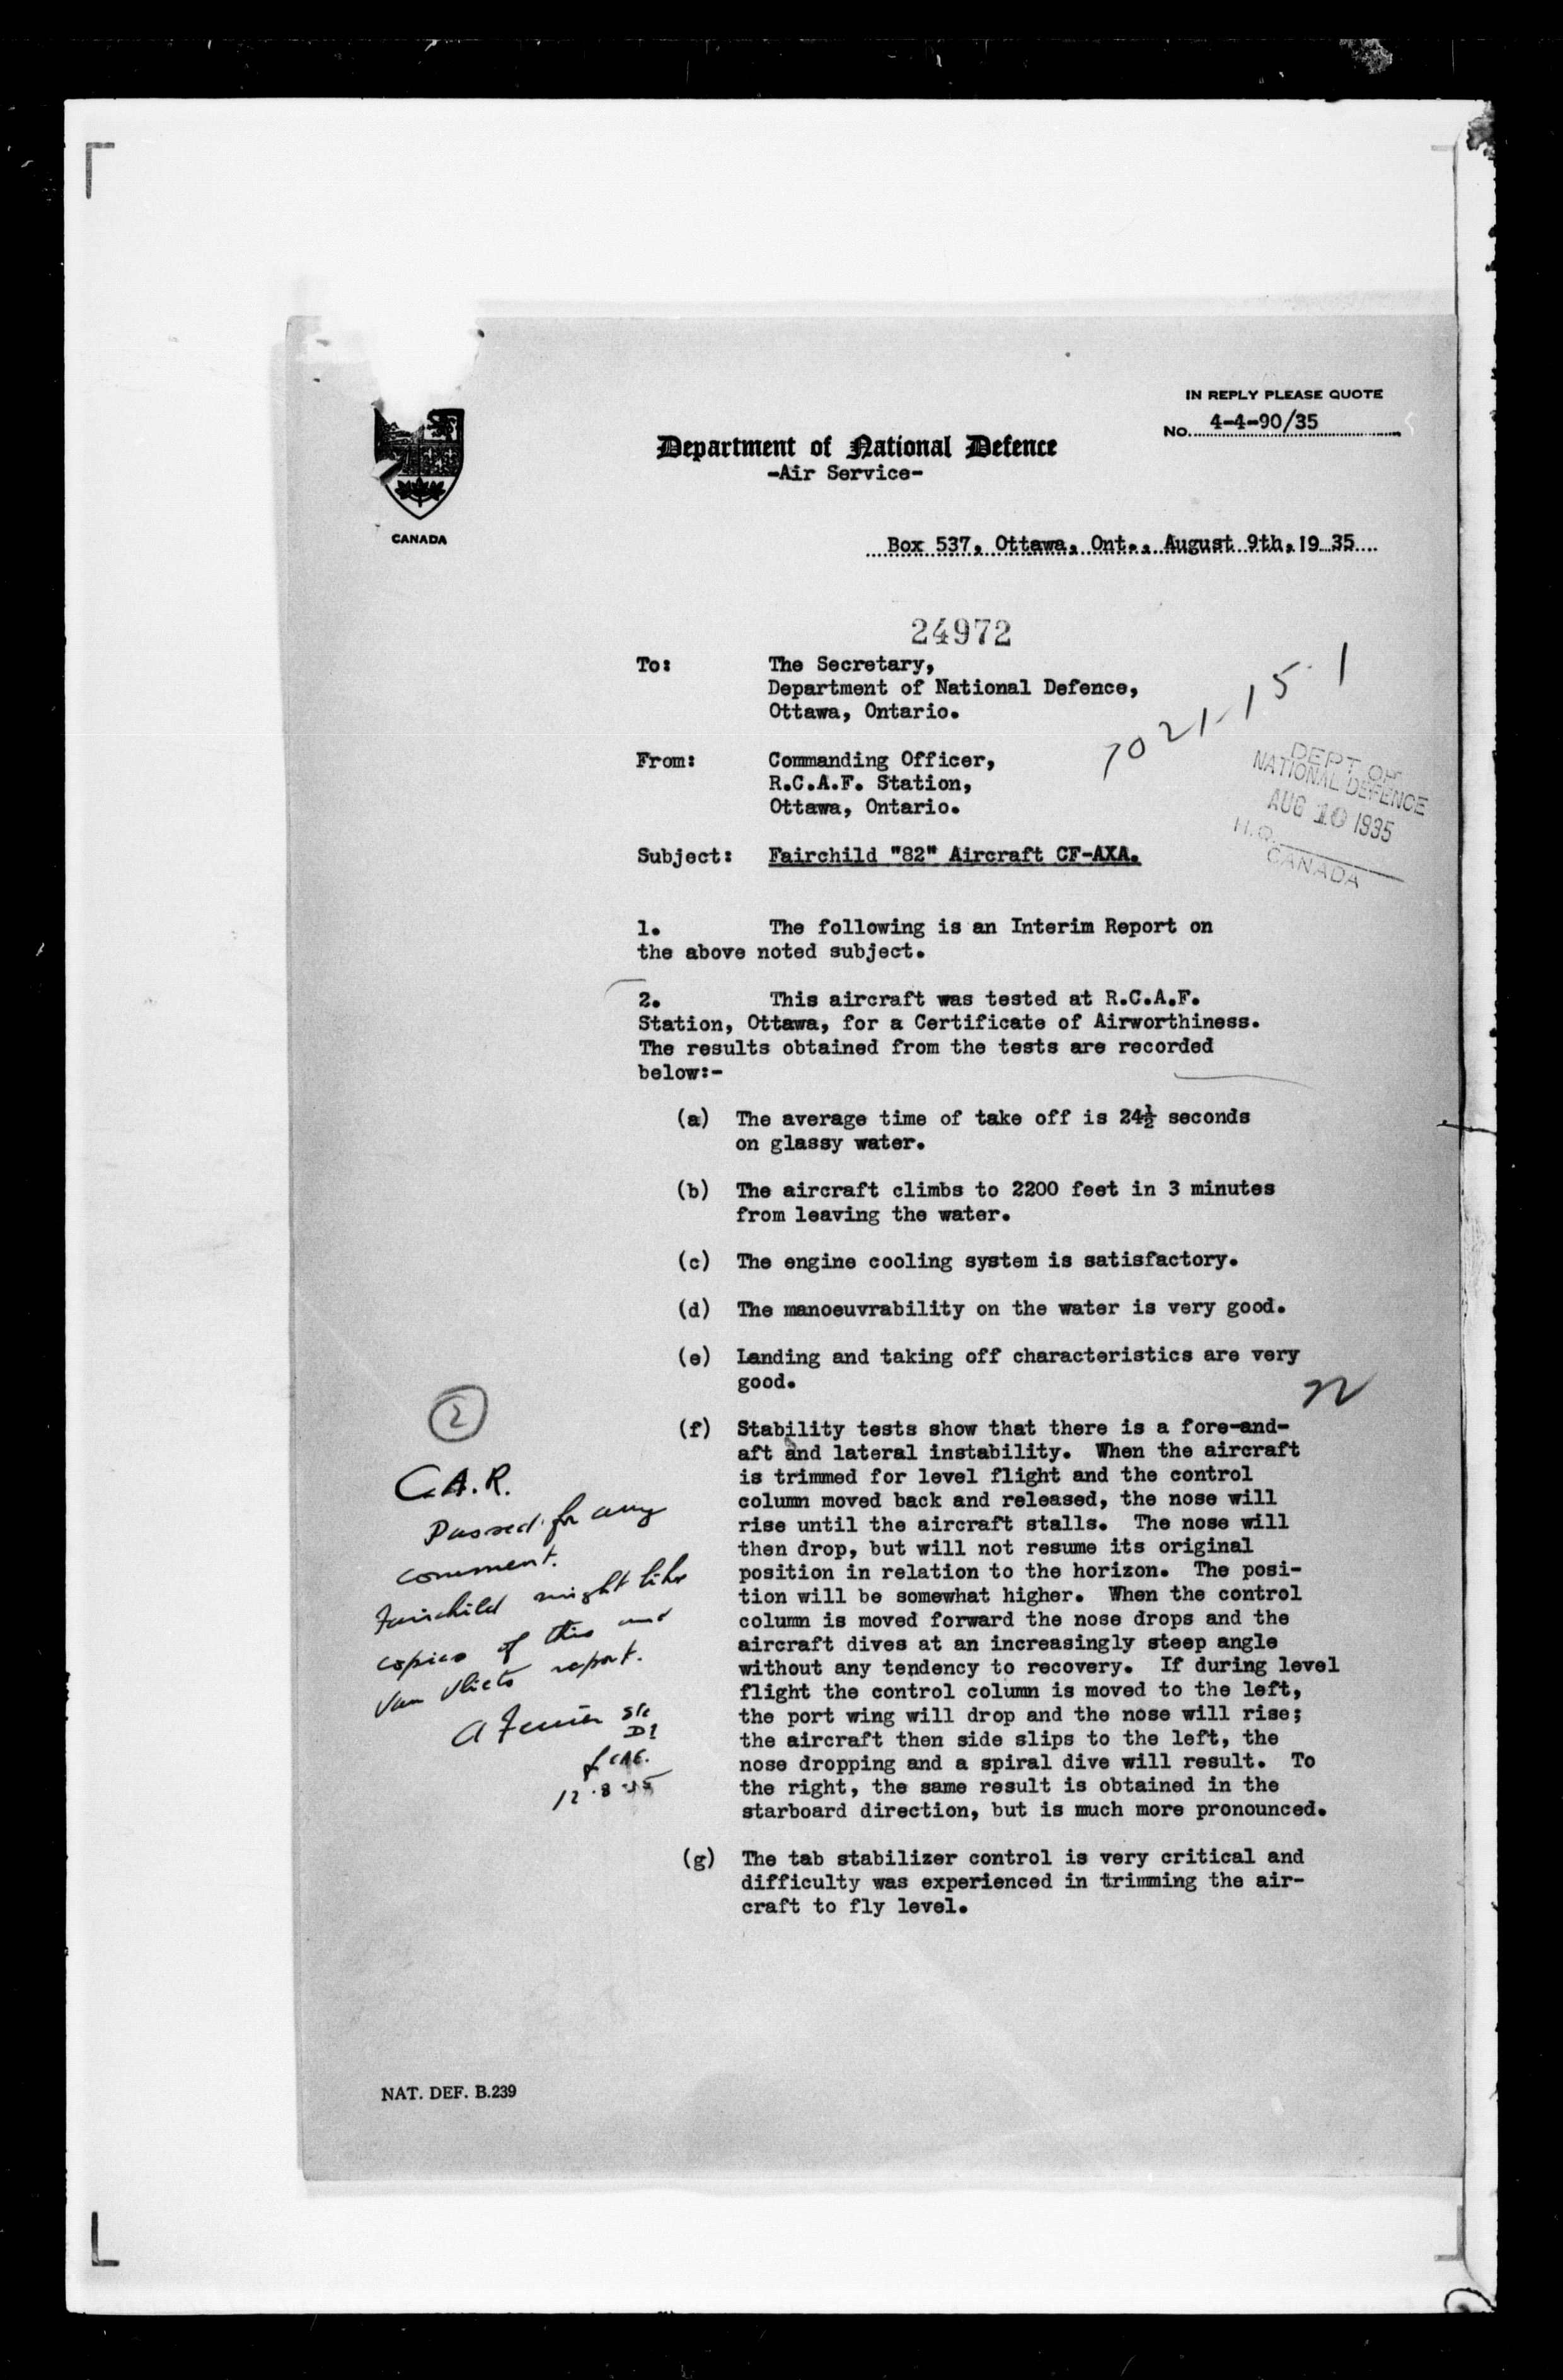 IN REPLY PLEASE QUOTE
No. 4-4-90/35
Department of National Defence
-Air Service-
CANADA
Box 537, Ottawa, Ont., August 9th, 19 35
24972
To: The Secretary,
Department of National Defence,
Ottawa, Ontario.
7021-15-1
From: Commanding Officer,
R.C.A.F. Station,
Ottawa, Ontario.
DEPT OF
NATIONAL DEFENCE
AUG 10 1935
H.Q.
CANADA
Subject: Fairchild "82" Aircraft CF-AXA.
1. The following is an Interim Report on
the above noted subject.
2. This aircraft was tested at R.C.A.F.
Station, Ottawa, for a Certificate of Airworthiness.
The results obtained from the tests are recorded
below:-
(a) The average time of take off is 24½ seconds
on glassy water.
(b) The aircraft climbs to 2200 feet in 3 minutes
from leaving the water.
(c) The engine cooling system is satisfactory.
(d) The manoeuvrability on the water is very good.
(e) Landing and taking off characteristics are very
good.
(f) Stability tests show that there is a fore-and-
aft and lateral instability. When the aircraft
is trimmed for level flight and the control
column moved back and released, the nose will
rise until the aircraft stalls. The nose will
then drop, but will not resume its original
position in relation to the horizon. The posi-
tion will be somewhat higher. When the control
column is moved forward the nose drops and the
aircraft dives at an increasingly steep angle
without any tendency to recovery. If during level
flight the control column is moved to the left,
the port wing will drop and the nose will rise;
the aircraft then side slips to the left, the
nose dropping and a spiral dive will result. To
the right, the same result is obtained in the
starboard direction, but is much more pronounced.
(g) The tab stabilizer control is very critical and
difficulty was experienced in trimming the air-
craft to fly level.
2
C.A.R.
Passed for any
comment.
Fairchild might like
copies of this and
Van Vliets report.
A Ferrier S/L
12.8.35
NAT. DEF. B.239